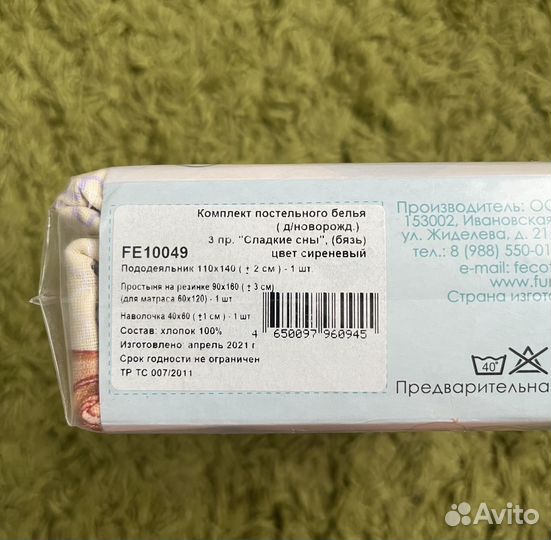 Комплект постельного белья
( д/новорожд.)
3 пр. "Сладкие сны", (бязь)
FE10049
цвет сиреневый
Пододеяльник 110х140 ( ± 2 см ) - 1 шт.
Простыня на резинке 90х160 ( ± 3 см)
(для матраса 60х120) - 1 шт.
Наволочка 40х60 ( ±1 см ) - 1 шт.
Состав: хлопок 100%
4 650097 960945
Изготовлено: апрель 2021 г
Срок годности не ограничен
ТР ТС 007/2011
Производитель: ОО
153002, Ивановская
ул. Жиделева, д. 21
тел.: 8 (988) 550-01
e-mail: feco
www.fun
Страна изгото
40°
Предварительна
Avito